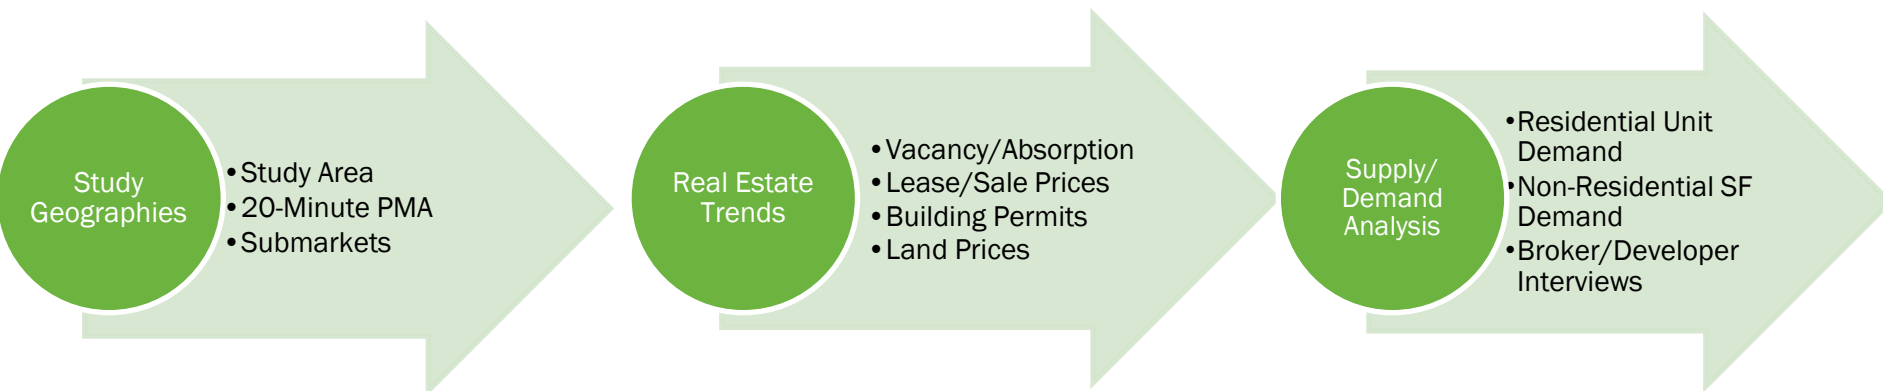 Study
Geographies
•Study Area
•20-Minute PMA
•Submarkets
Real Estate
Trends
•Vacancy/Absorption
•Lease/Sale Prices
•Building Permits
•Land Prices
Supply/
Demand
Analysis
•Residential Unit
Demand
•Non-Residential SF
Demand
•Broker/Developer
Interviews